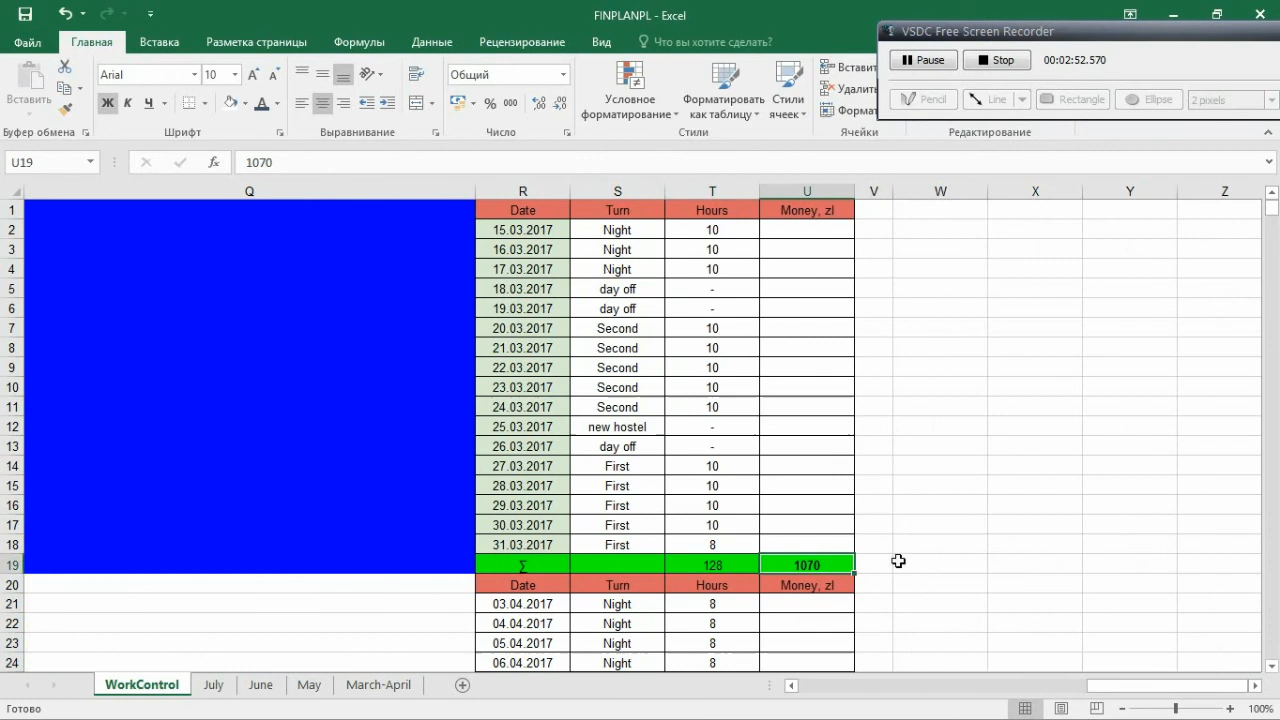 FINPLANPL - Excel
Файл Главная Вставка Разметка страницы Формулы Данные Рецензирование Вид Что вы хотите сделать?
VSDC Free Screen Recorder
Pause Stop 00:02:52.570
Pencil Line Rectangle Ellipse 2 pixels
Вставить
Буфер обмена
Arial 10
Ж К Ч
Шрифт
Выравнивание
Общий
% 000
Число
Условное форматирование
Форматировать как таблицу
Стили ячеек
Стили
Вставит
Удалить
Формат
Ячейки
Редактирование
U19 fx 1070
Q R S T U V W X Y Z
1 Date Turn Hours Money, zl
2 15.03.2017 Night 10
3 16.03.2017 Night 10
4 17.03.2017 Night 10
5 18.03.2017 day off -
6 19.03.2017 day off -
7 20.03.2017 Second 10
8 21.03.2017 Second 10
9 22.03.2017 Second 10
10 23.03.2017 Second 10
11 24.03.2017 Second 10
12 25.03.2017 new hostel -
13 26.03.2017 day off -
14 27.03.2017 First 10
15 28.03.2017 First 10
16 29.03.2017 First 10
17 30.03.2017 First 10
18 31.03.2017 First 8
19 ∑ 128 1070
20 Date Turn Hours Money, zl
21 03.04.2017 Night 8
22 04.04.2017 Night 8
23 05.04.2017 Night 8
24 06.04.2017 Night 8
WorkControl July June May March-April
Готово 100%